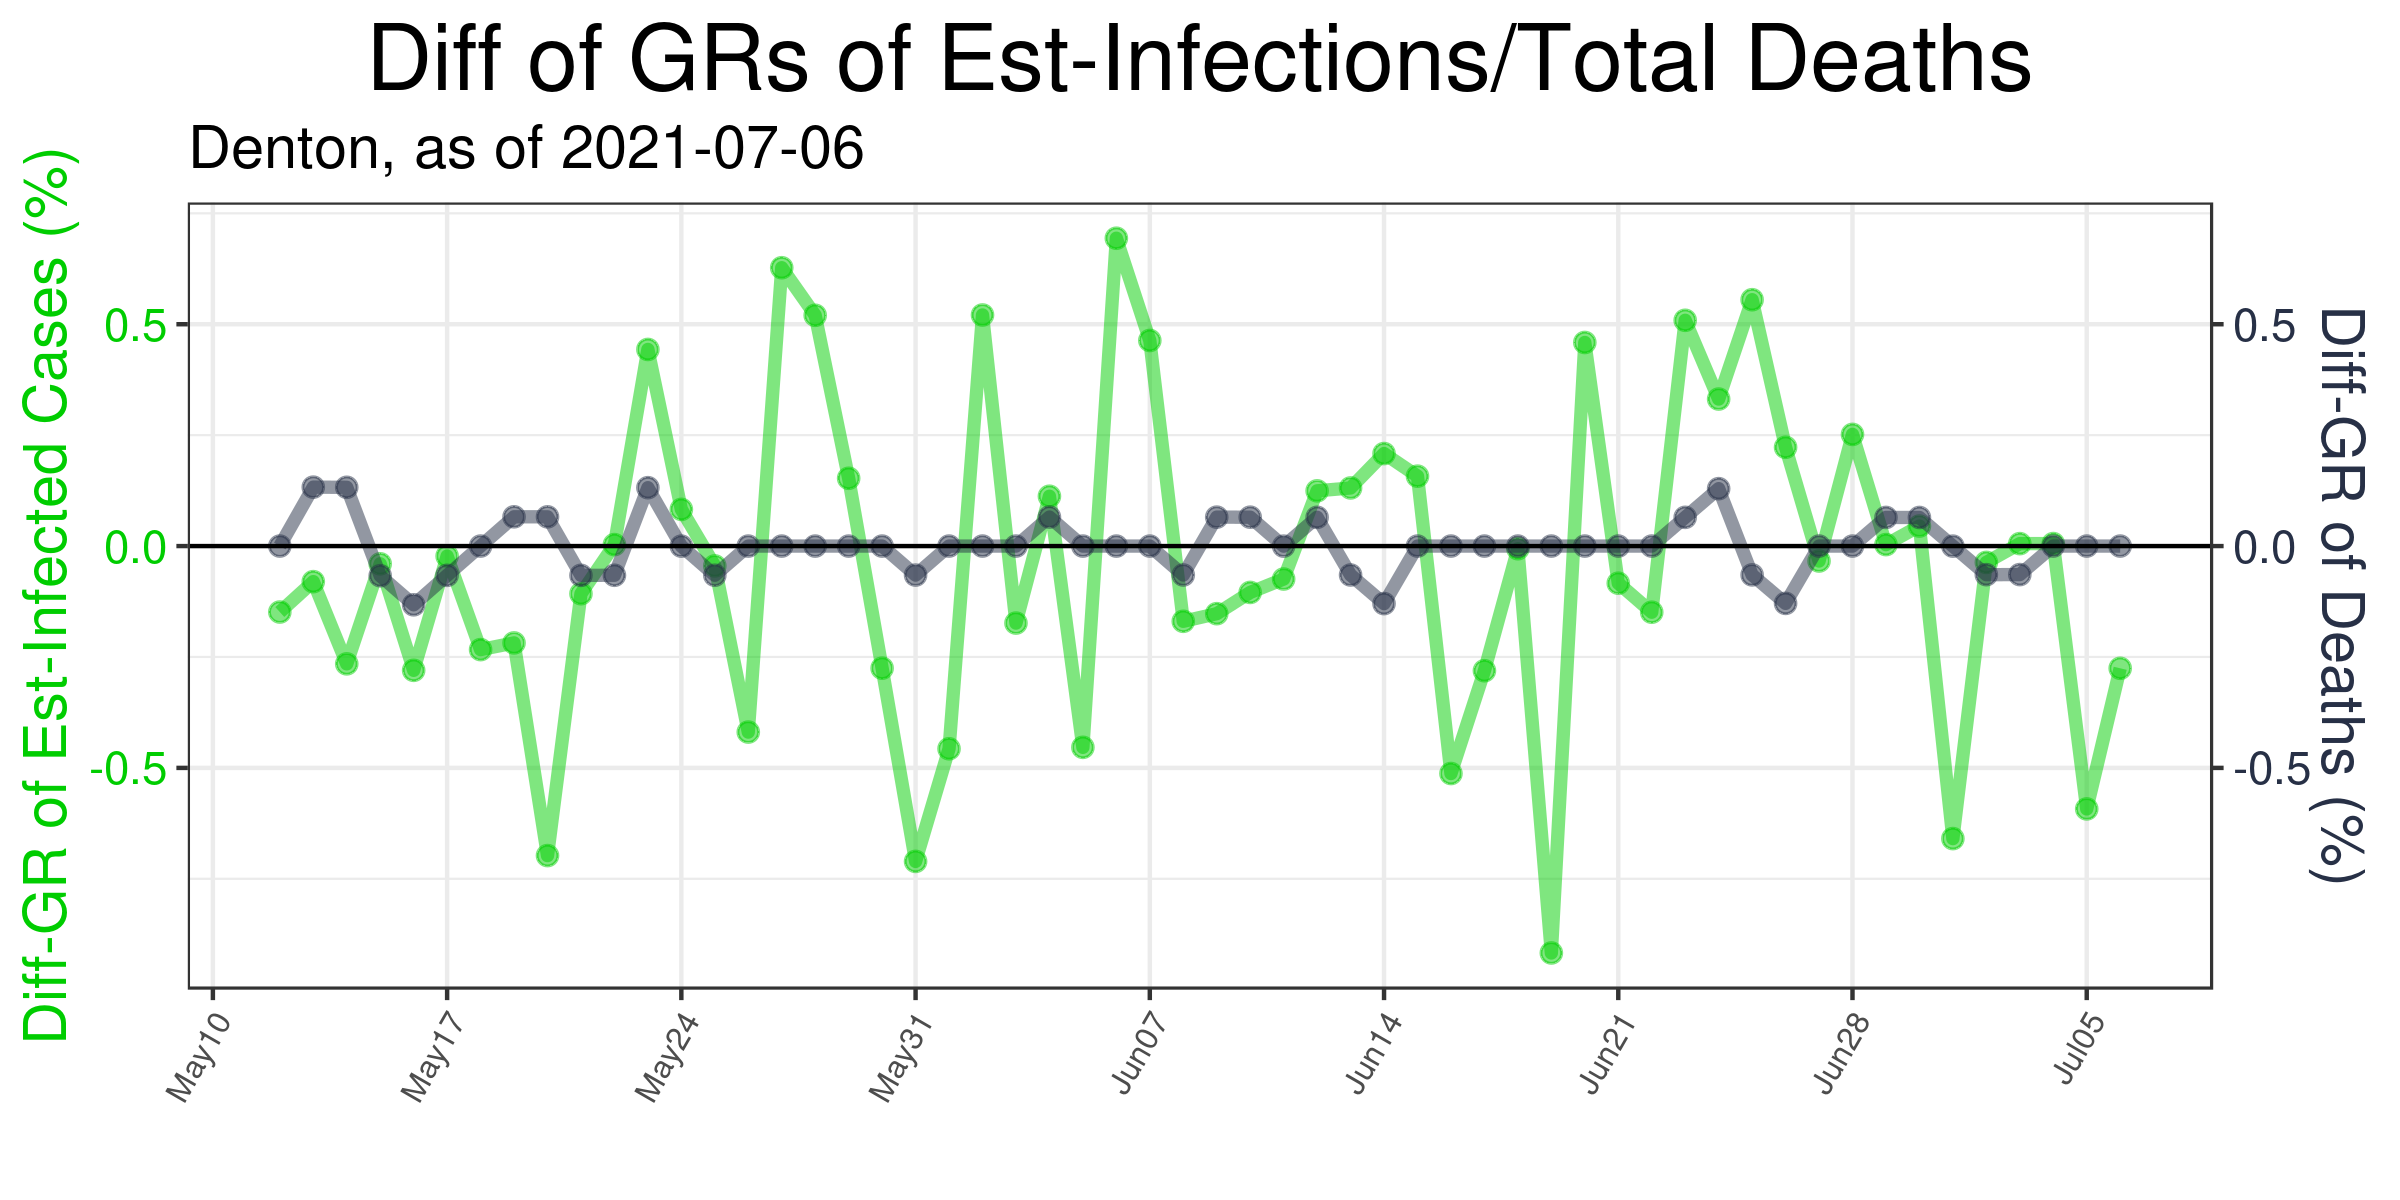 Diff of GRs of Est-Infections/Total Deaths
Denton, as of 2021-07-06
Diff-GR of Est-Infected Cases (%)
0.5
0.0
-0.5
0.5
0.0
-0.5
Diff-GR of Deaths (%)
May10
May17
May24
May31
Jun07
Jun14
Jun21
Jun28
Jul05